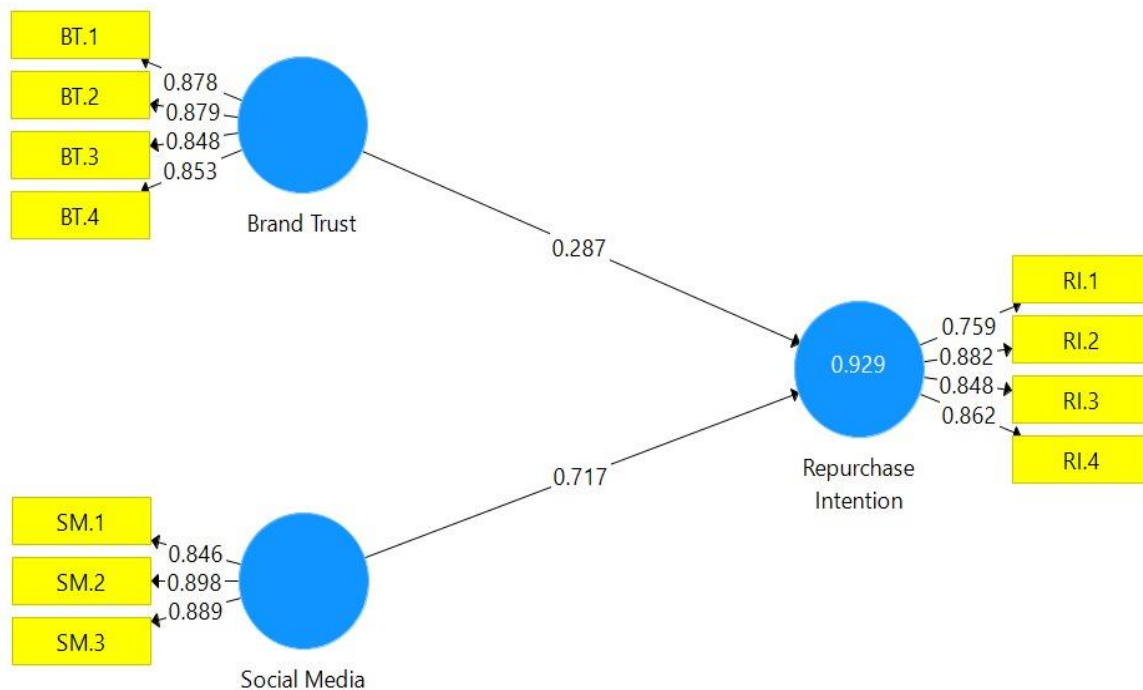 BT.1
0.878
BT.2
0.879
BT.3
0.848
0.853
BT.4
Brand Trust
0.287
RI.1
0.759
RI.2
0.882
0.929
0.848
RI.3
0.862
RI.4
Repurchase
Intention
0.717
SM.1
0.846
SM.2
0.898
0.889
SM.3
Social Media